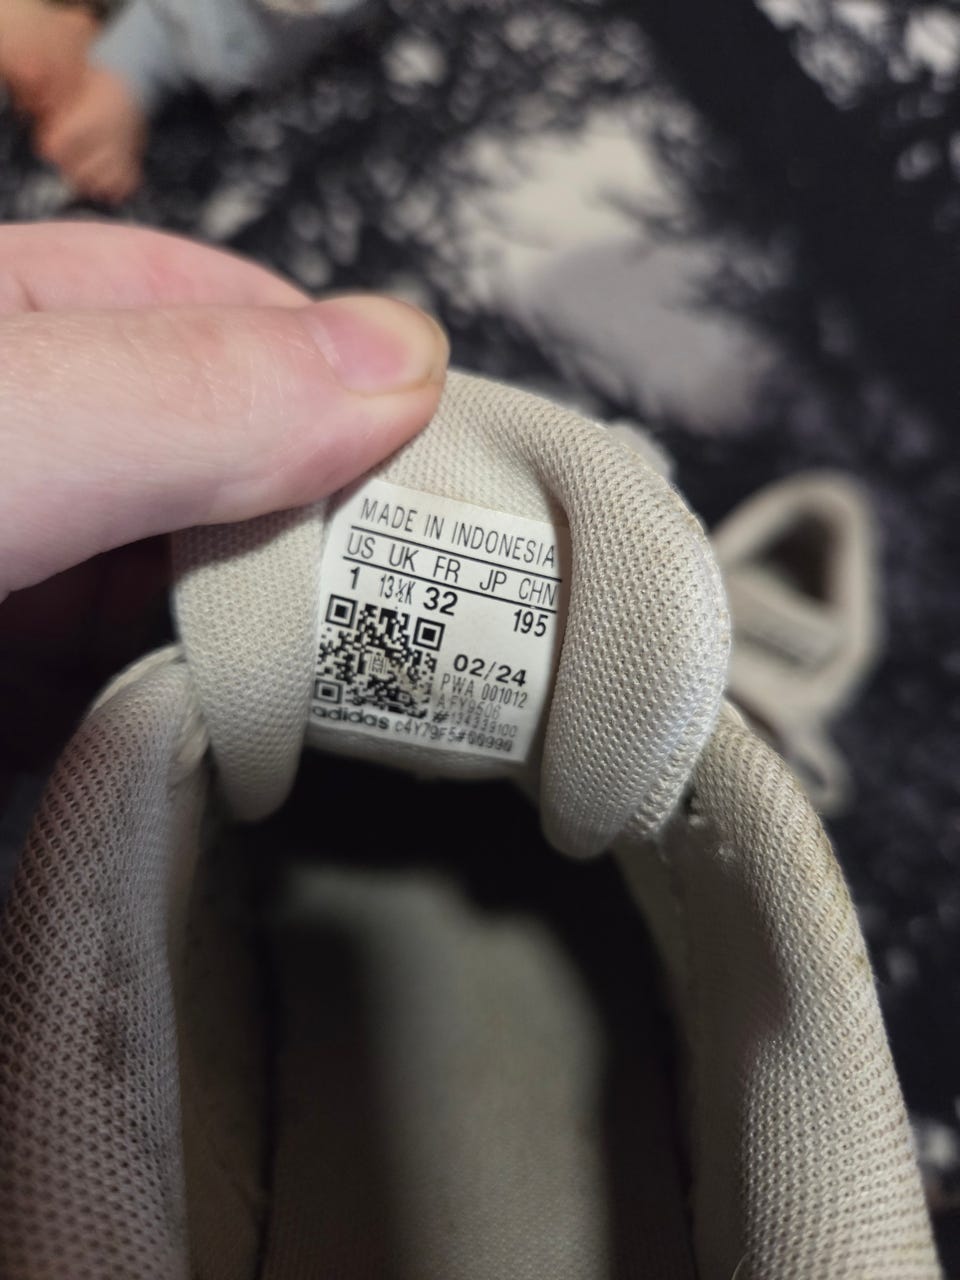 MADE IN INDONESIA
US UK FR JP CHN
1 13½K 32 195
02/24
PWA 001012
adidas